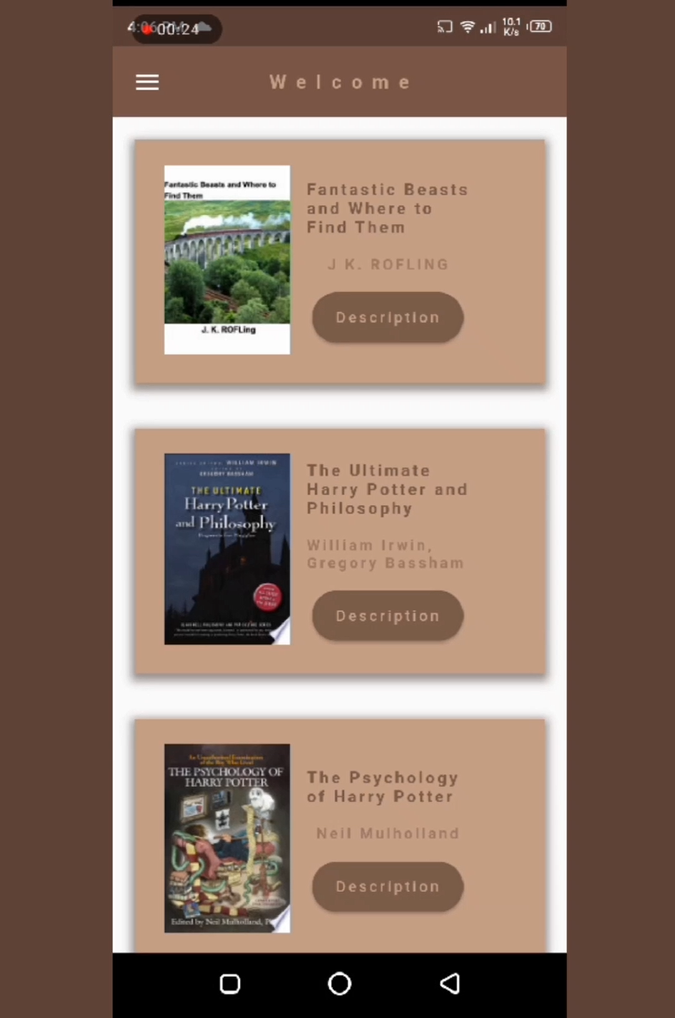 00:24
10.1
K/s
70
Welcome
Fantastic Beasts and Where to
Find Them
J. K. ROFLing
Fantastic Beasts
and Where to
Find Them
J K. ROFLING
Description
WILLIAM IRWIN
GREGORY BASSHAM
THE ULTIMATE
Harry Potter
and Philosophy
The Ultimate
Harry Potter and
Philosophy
William Irwin,
Gregory Bassham
Description
An Unauthorized Examination
of the Boy Who Lived
THE PSYCHOLOGY OF
HARRY POTTER
Edited by Neil Mulholland,
The Psychology
of Harry Potter
Neil Mulholland
Description